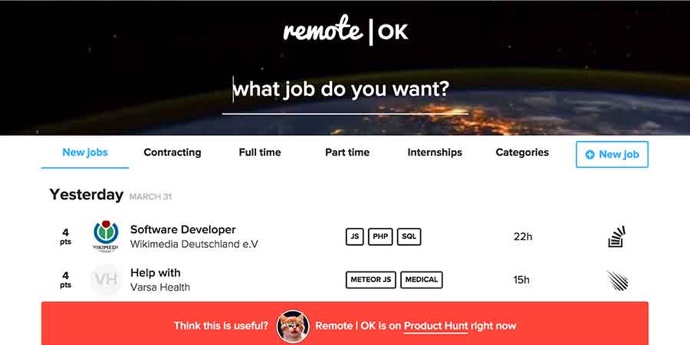 remote | OK
what job do you want?
New jobs Contracting Full time Part time Internships Categories + New job
Yesterday MARCH 31
4 pts
WIKIMEDI
Software Developer
Wikimedia Deutschland e.V
JS PHP SQL
22h
4 pts
VH
Help with
Varsa Health
METEOR JS MEDICAL
15h
Think this is useful? Remote | OK is on Product Hunt right now